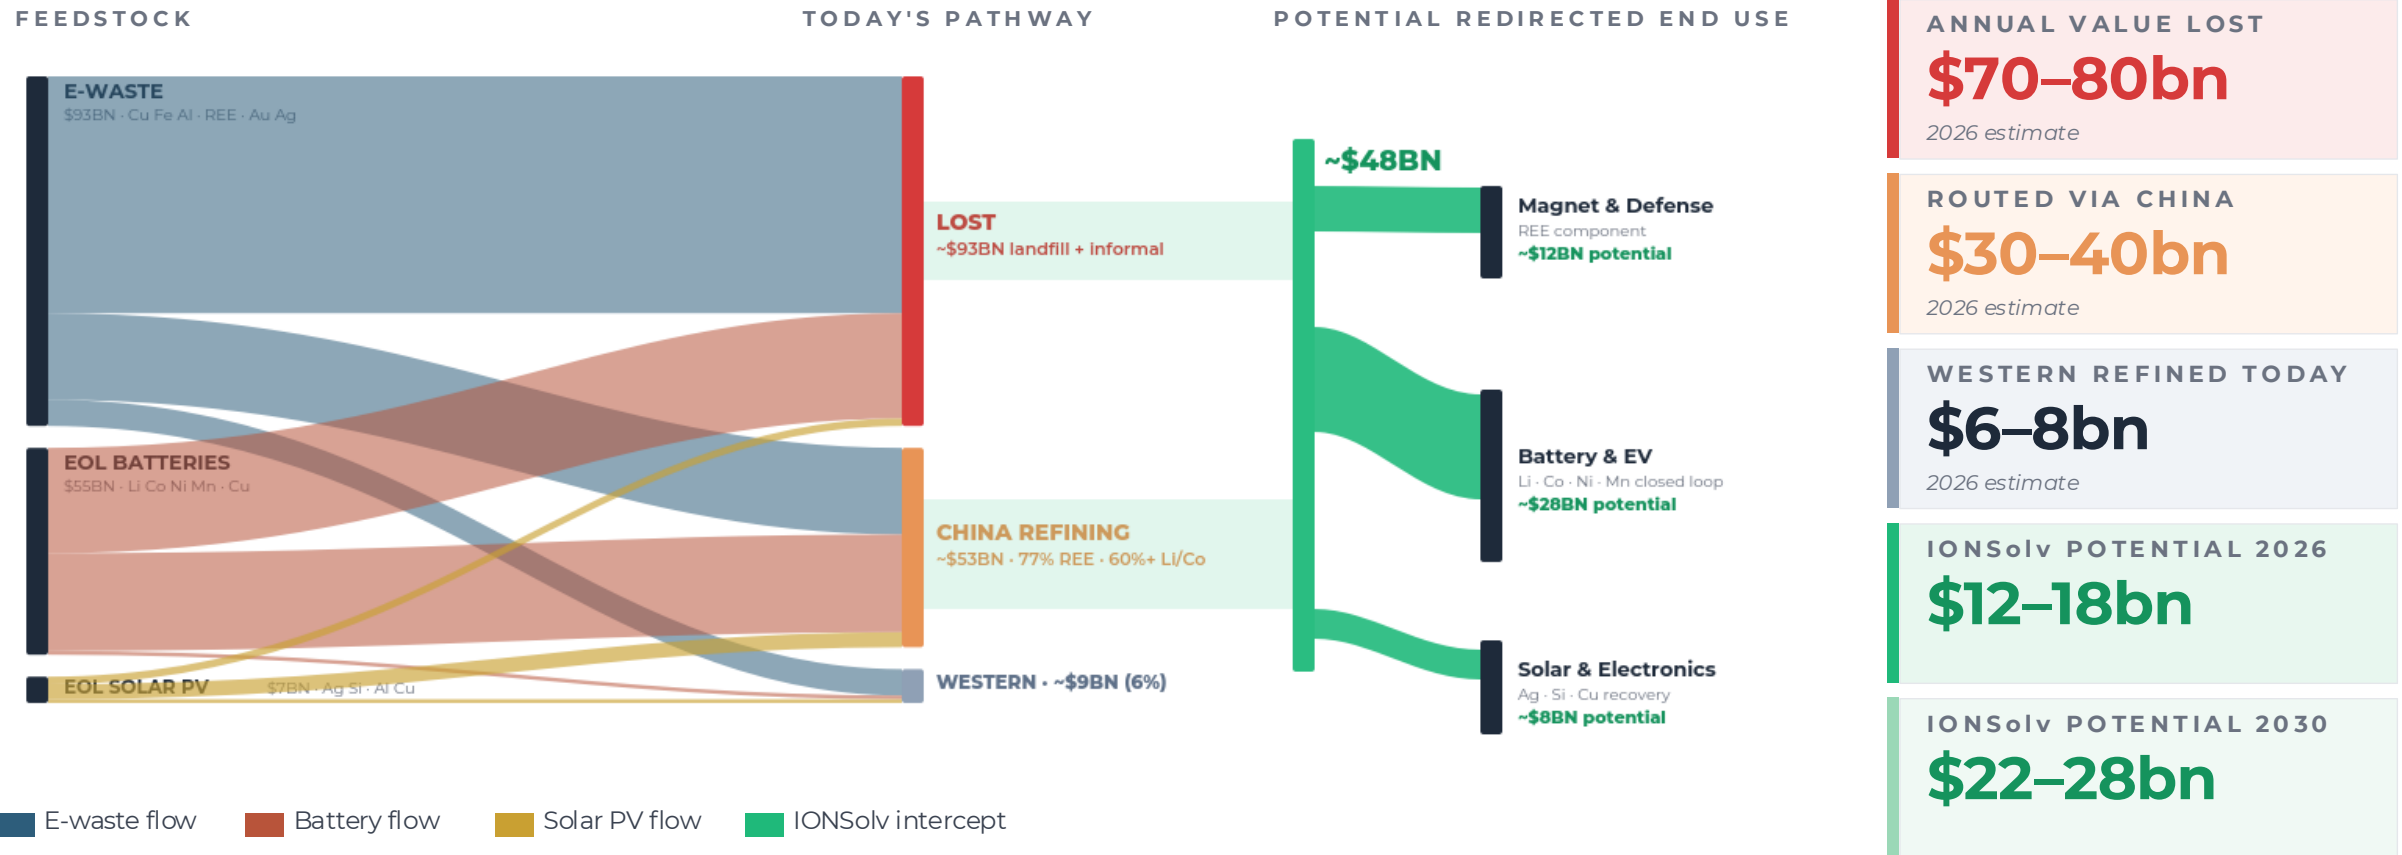 FEEDSTOCK
TODAY'S PATHWAY
POTENTIAL REDIRECTED END USE
E-WASTE
$93BN · Cu Fe Al · REE · Au Ag
EOL BATTERIES
$55BN · Li Co Ni Mn · Cu
EOL SOLAR PV
$7BN · Ag Si · Al Cu
LOST
~$93BN landfill + informal
CHINA REFINING
~$53BN · 77% REE · 60%+ Li/Co
WESTERN · ~$9BN (6%)
~$48BN
Magnet & Defense
REE component
~$12BN potential
Battery & EV
Li · Co · Ni · Mn closed loop
~$28BN potential
Solar & Electronics
Ag · Si · Cu recovery
~$8BN potential
E-waste flow
Battery flow
Solar PV flow
IONSolv intercept
ANNUAL VALUE LOST
$70–80bn
2026 estimate
ROUTED VIA CHINA
$30–40bn
2026 estimate
WESTERN REFINED TODAY
$6–8bn
2026 estimate
IONSolv POTENTIAL 2026
$12–18bn
IONSolv POTENTIAL 2030
$22–28bn